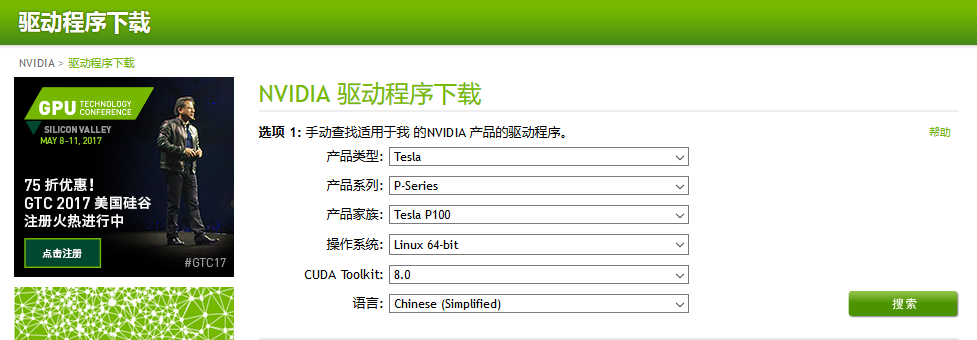 驱动程序下载
NVIDIA > 驱动程序下载
GPU TECHNOLOGY CONFERENCE
SILICON VALLEY
MAY 8-11, 2017
75 折优惠！
GTC 2017 美国硅谷
注册火热进行中
点击注册
#GTC17
NVIDIA 驱动程序下载
选项 1: 手动查找适用于我 的NVIDIA 产品的驱动程序。
帮助
产品类型: Tesla
产品系列: P-Series
产品家族: Tesla P100
操作系统: Linux 64-bit
CUDA Toolkit: 8.0
语言: Chinese (Simplified)
搜索